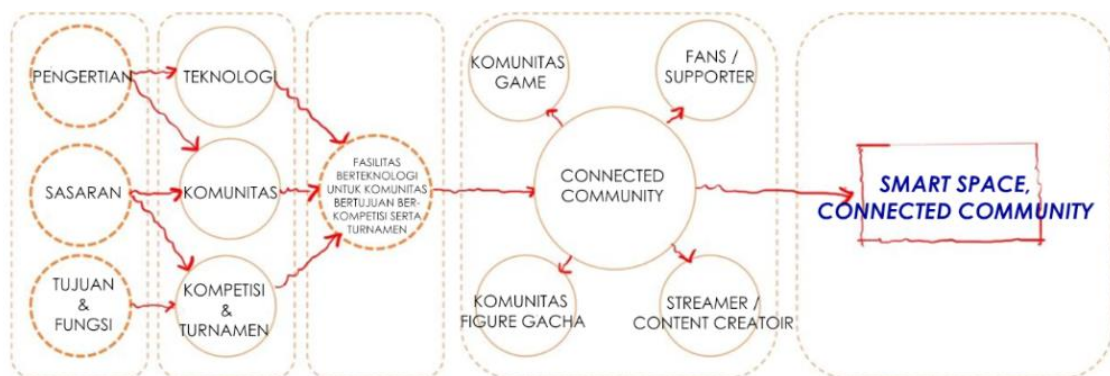 PENGERTIAN
SASARAN
TUJUAN
&
FUNGSI
TEKNOLOGI
KOMUNITAS
KOMPETISI
&
TURNAMEN
FASILITAS
BERTEKNOLOGI
UNTUK KOMUNITAS
BERTUJUAN BER-
KOMPETISI SERTA
TURNAMEN
KOMUNITAS
GAME
FANS /
SUPPORTER
CONNECTED
COMMUNITY
KOMUNITAS
FIGURE GACHA
STREAMER /
CONTENT CREATOIR
SMART SPACE,
CONNECTED COMMUNITY